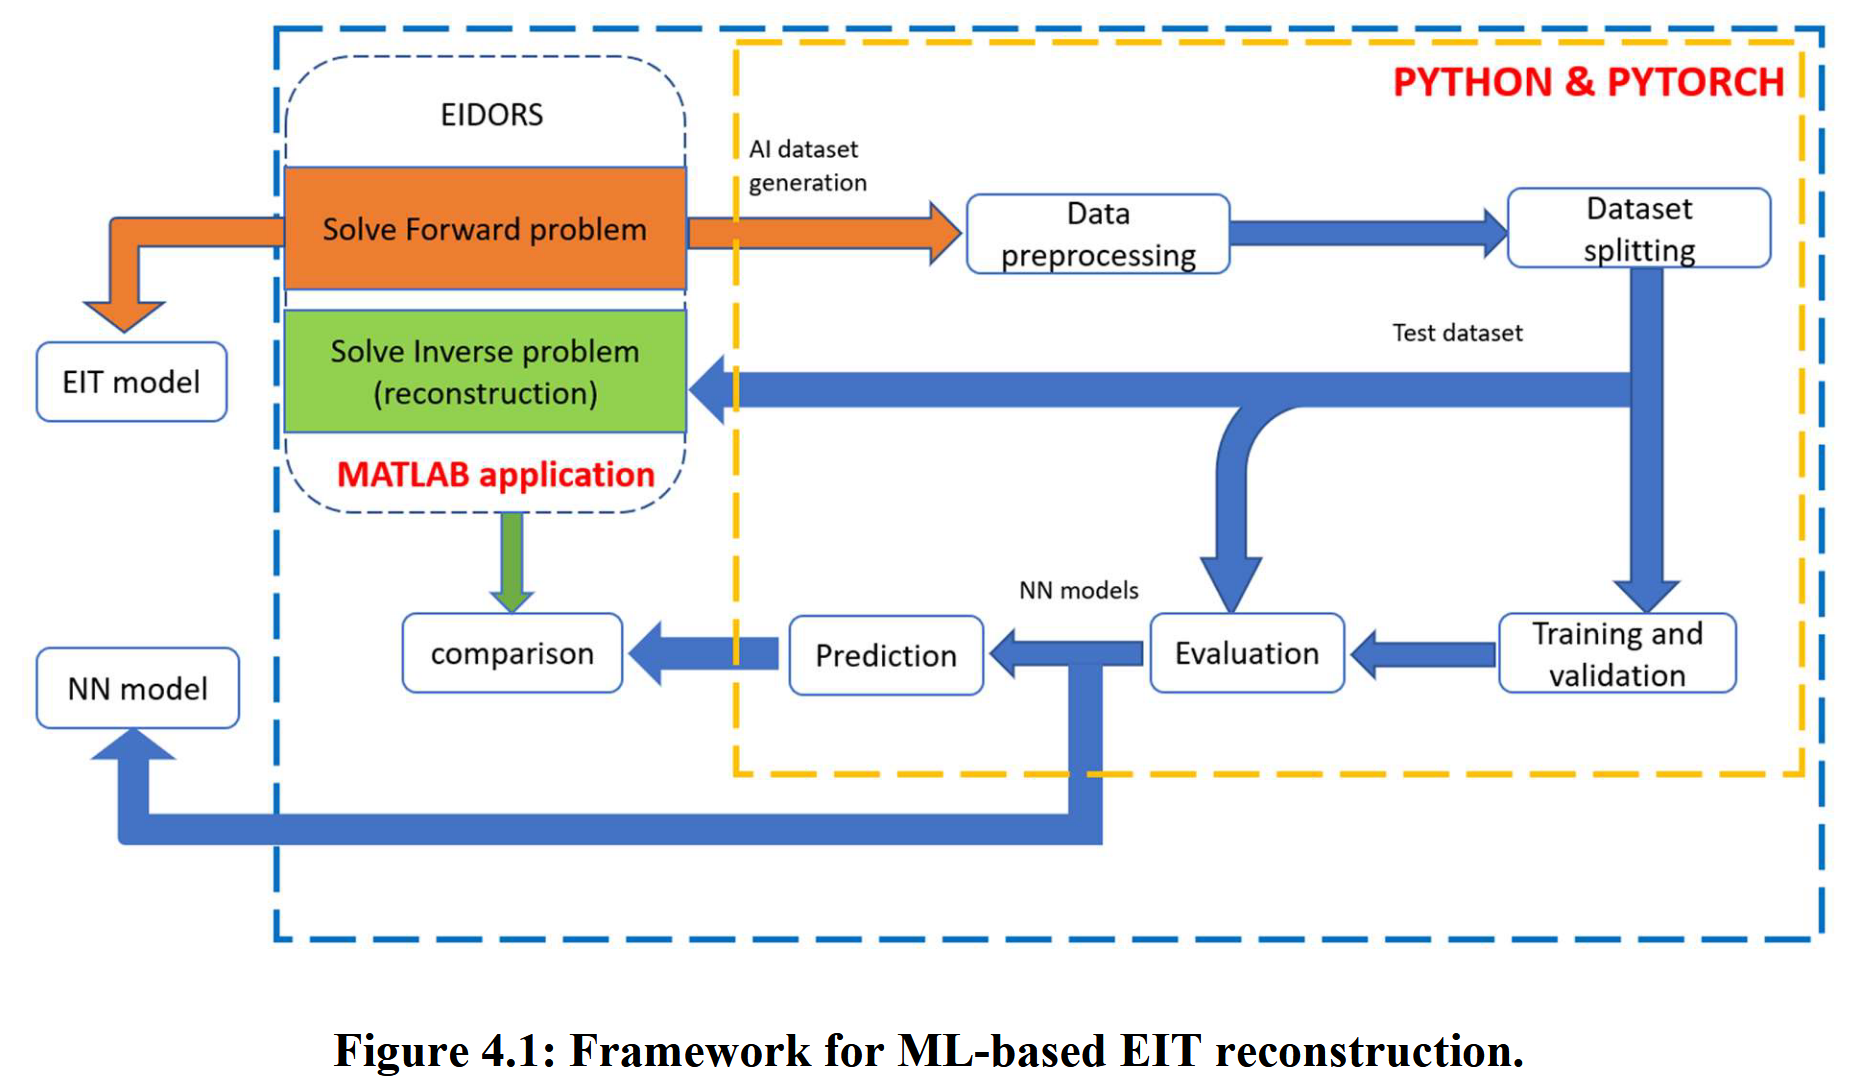 PYTHON & PYTORCH
EIDORS
AI dataset
generation
Solve Forward problem
Data
preprocessing
Dataset
splitting
Test dataset
Solve Inverse problem
(reconstruction)
EIT model
MATLAB application
NN models
comparison
Prediction
Evaluation
Training and
validation
NN model
Figure 4.1: Framework for ML-based EIT reconstruction.